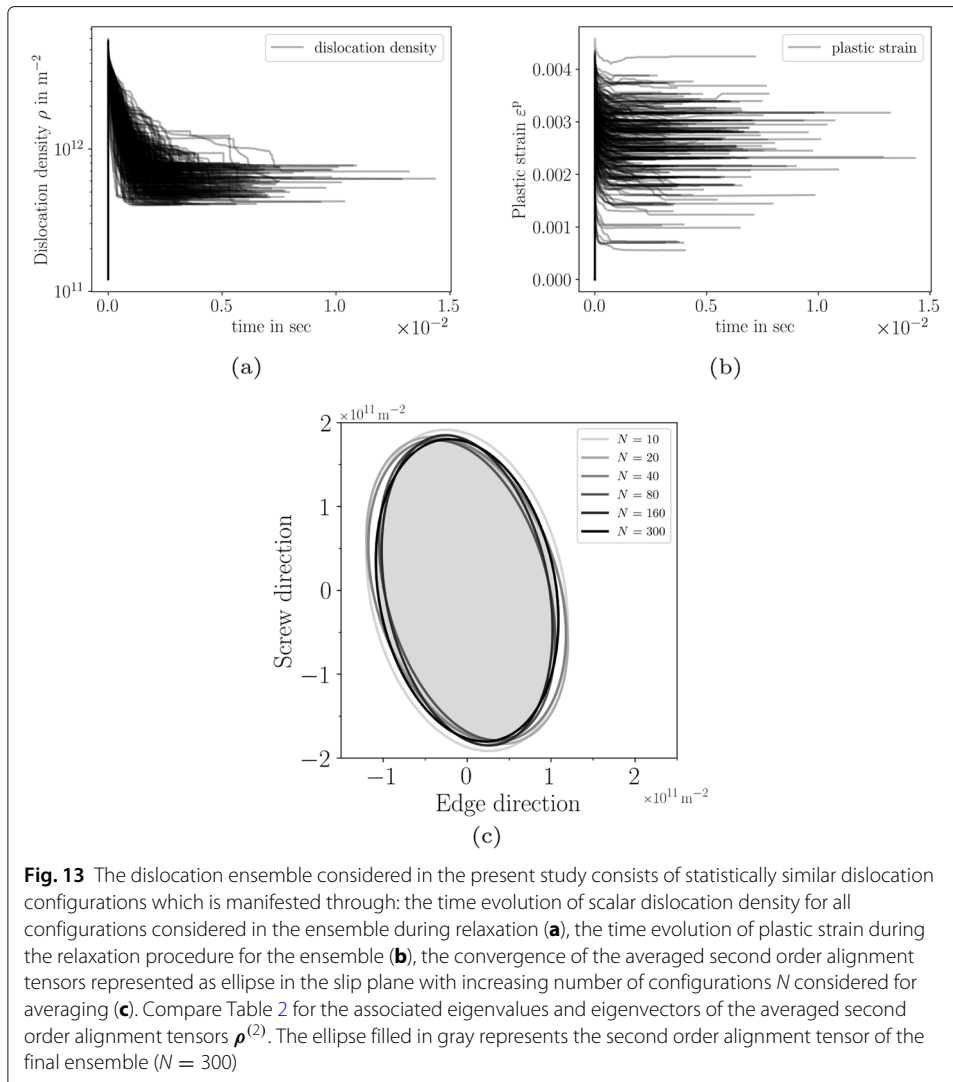 dislocation density
Dislocation density ρ in m⁻²
10¹²
10¹¹
0.0 0.5 1.0 1.5
time in sec ×10⁻²
(a)
plastic strain
Plastic strain εᵖ
0.004
0.003
0.002
0.001
0.000
0.0 0.5 1.0 1.5
time in sec ×10⁻²
(b)
×10¹¹ m⁻²
N = 10
N = 20
N = 40
N = 80
N = 160
N = 300
Screw direction
2
1
0
−1
−2
−1 0 1 2
Edge direction ×10¹¹ m⁻²
(c)
Fig. 13 The dislocation ensemble considered in the present study consists of statistically similar dislocation
configurations which is manifested through: the time evolution of scalar dislocation density for all
configurations considered in the ensemble during relaxation (a), the time evolution of plastic strain during
the relaxation procedure for the ensemble (b), the convergence of the averaged second order alignment
tensors represented as ellipse in the slip plane with increasing number of configurations N considered for
averaging (c). Compare Table 2 for the associated eigenvalues and eigenvectors of the averaged second
order alignment tensors ρ⁽²⁾. The ellipse filled in gray represents the second order alignment tensor of the
final ensemble (N = 300)